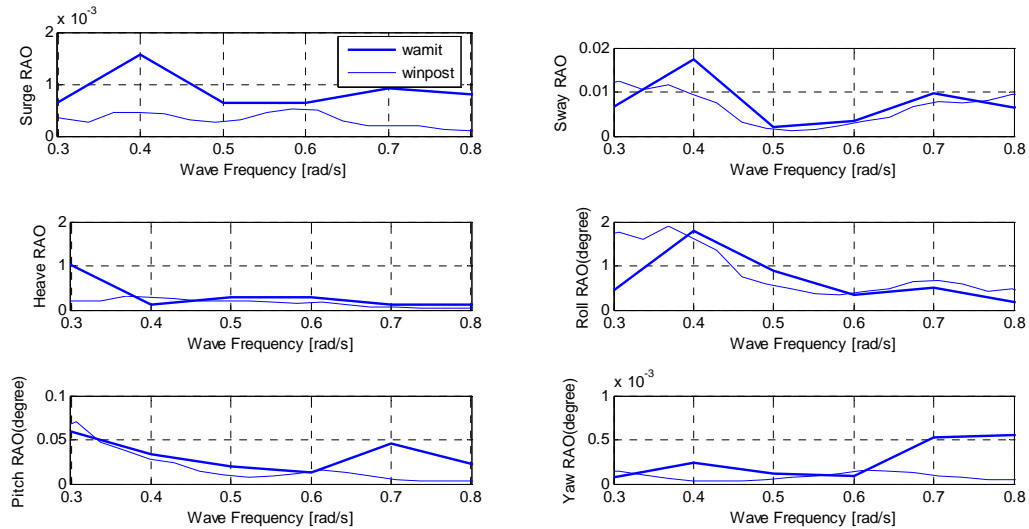 x 10^-3
2
1
0
Surge RAO
wamit
winpost
0.3 0.4 0.5 0.6 0.7 0.8
Wave Frequency [rad/s]
0.02
0.01
0
Sway RAO
0.3 0.4 0.5 0.6 0.7 0.8
Wave Frequency [rad/s]
2
1
0
Heave RAO
0.3 0.4 0.5 0.6 0.7 0.8
Wave Frequency [rad/s]
2
1
0
Roll RAO(degree)
0.3 0.4 0.5 0.6 0.7 0.8
Wave Frequency [rad/s]
0.1
0.05
0
Pitch RAO(degree)
0.3 0.4 0.5 0.6 0.7 0.8
Wave Frequency [rad/s]
x 10^-3
1
0.5
0
Yaw RAO(degree)
0.3 0.4 0.5 0.6 0.7 0.8
Wave Frequency [rad/s]